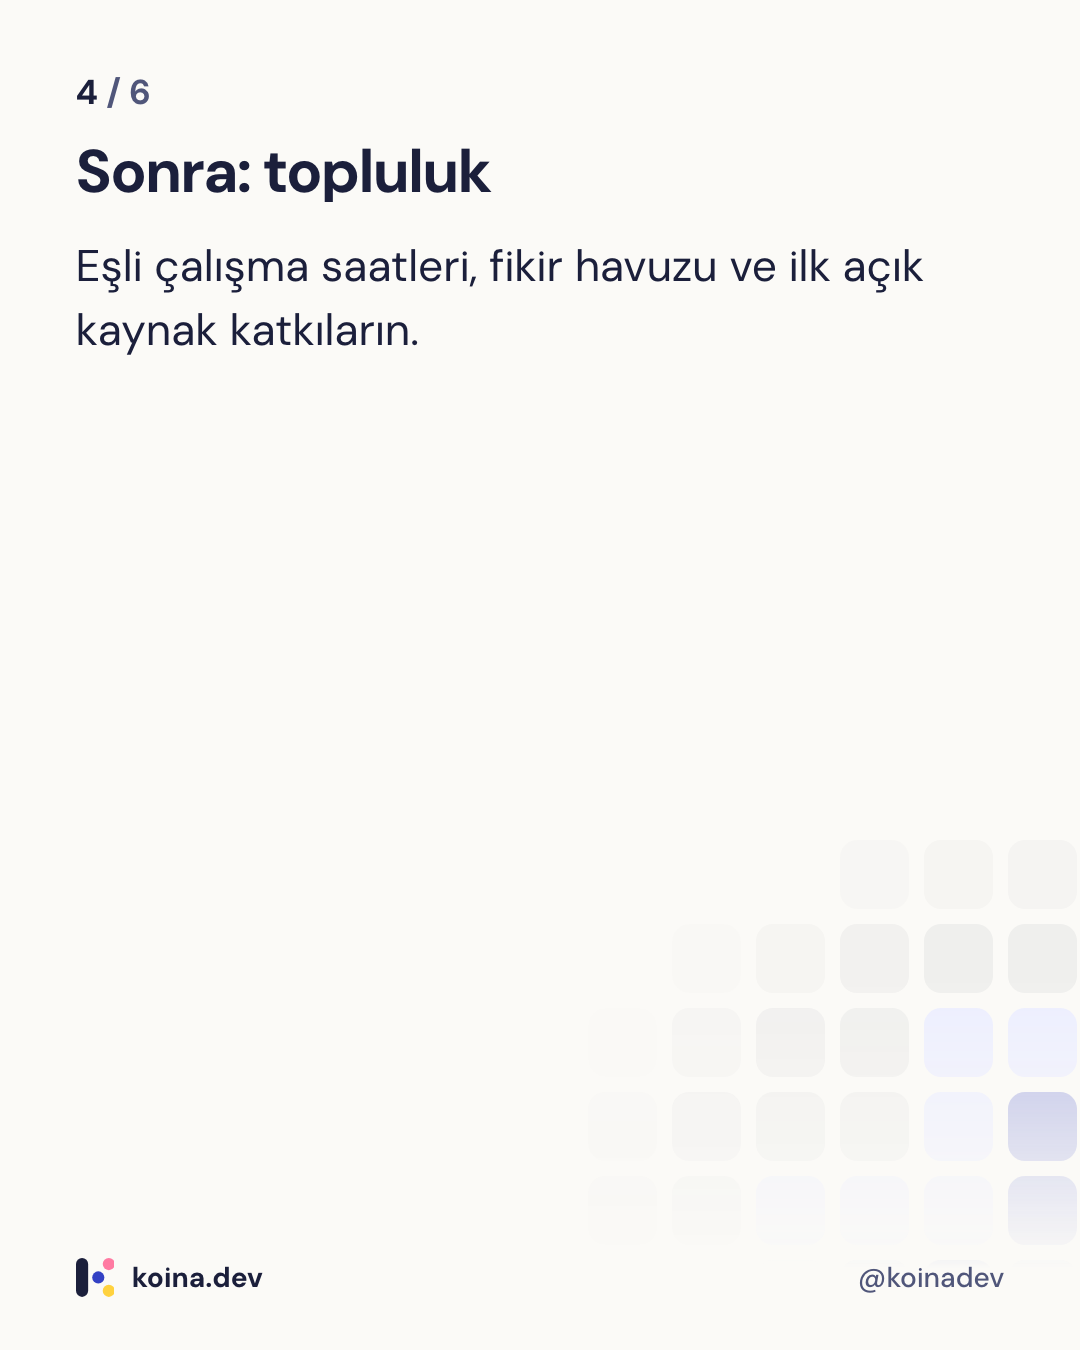 4 / 6
Sonra: topluluk
Eşli çalışma saatleri, fikir havuzu ve ilk açık
kaynak katkıların.
koina.dev
@koinadev